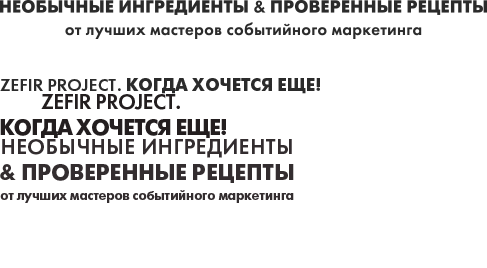 НЕОБЫЧНЫЕ ИНГРЕДИЕНТЫ & ПРОВЕРЕННЫЕ РЕЦЕПТЫ
от лучших мастеров событийного маркетинга
ZEFIR PROJECT. КОГДА ХОЧЕТСЯ ЕЩЕ!
ZEFIR PROJECT.
КОГДА ХОЧЕТСЯ ЕЩЕ!
НЕОБЫЧНЫЕ ИНГРЕДИЕНТЫ
& ПРОВЕРЕННЫЕ РЕЦЕПТЫ
от лучших мастеров событийного маркетинга